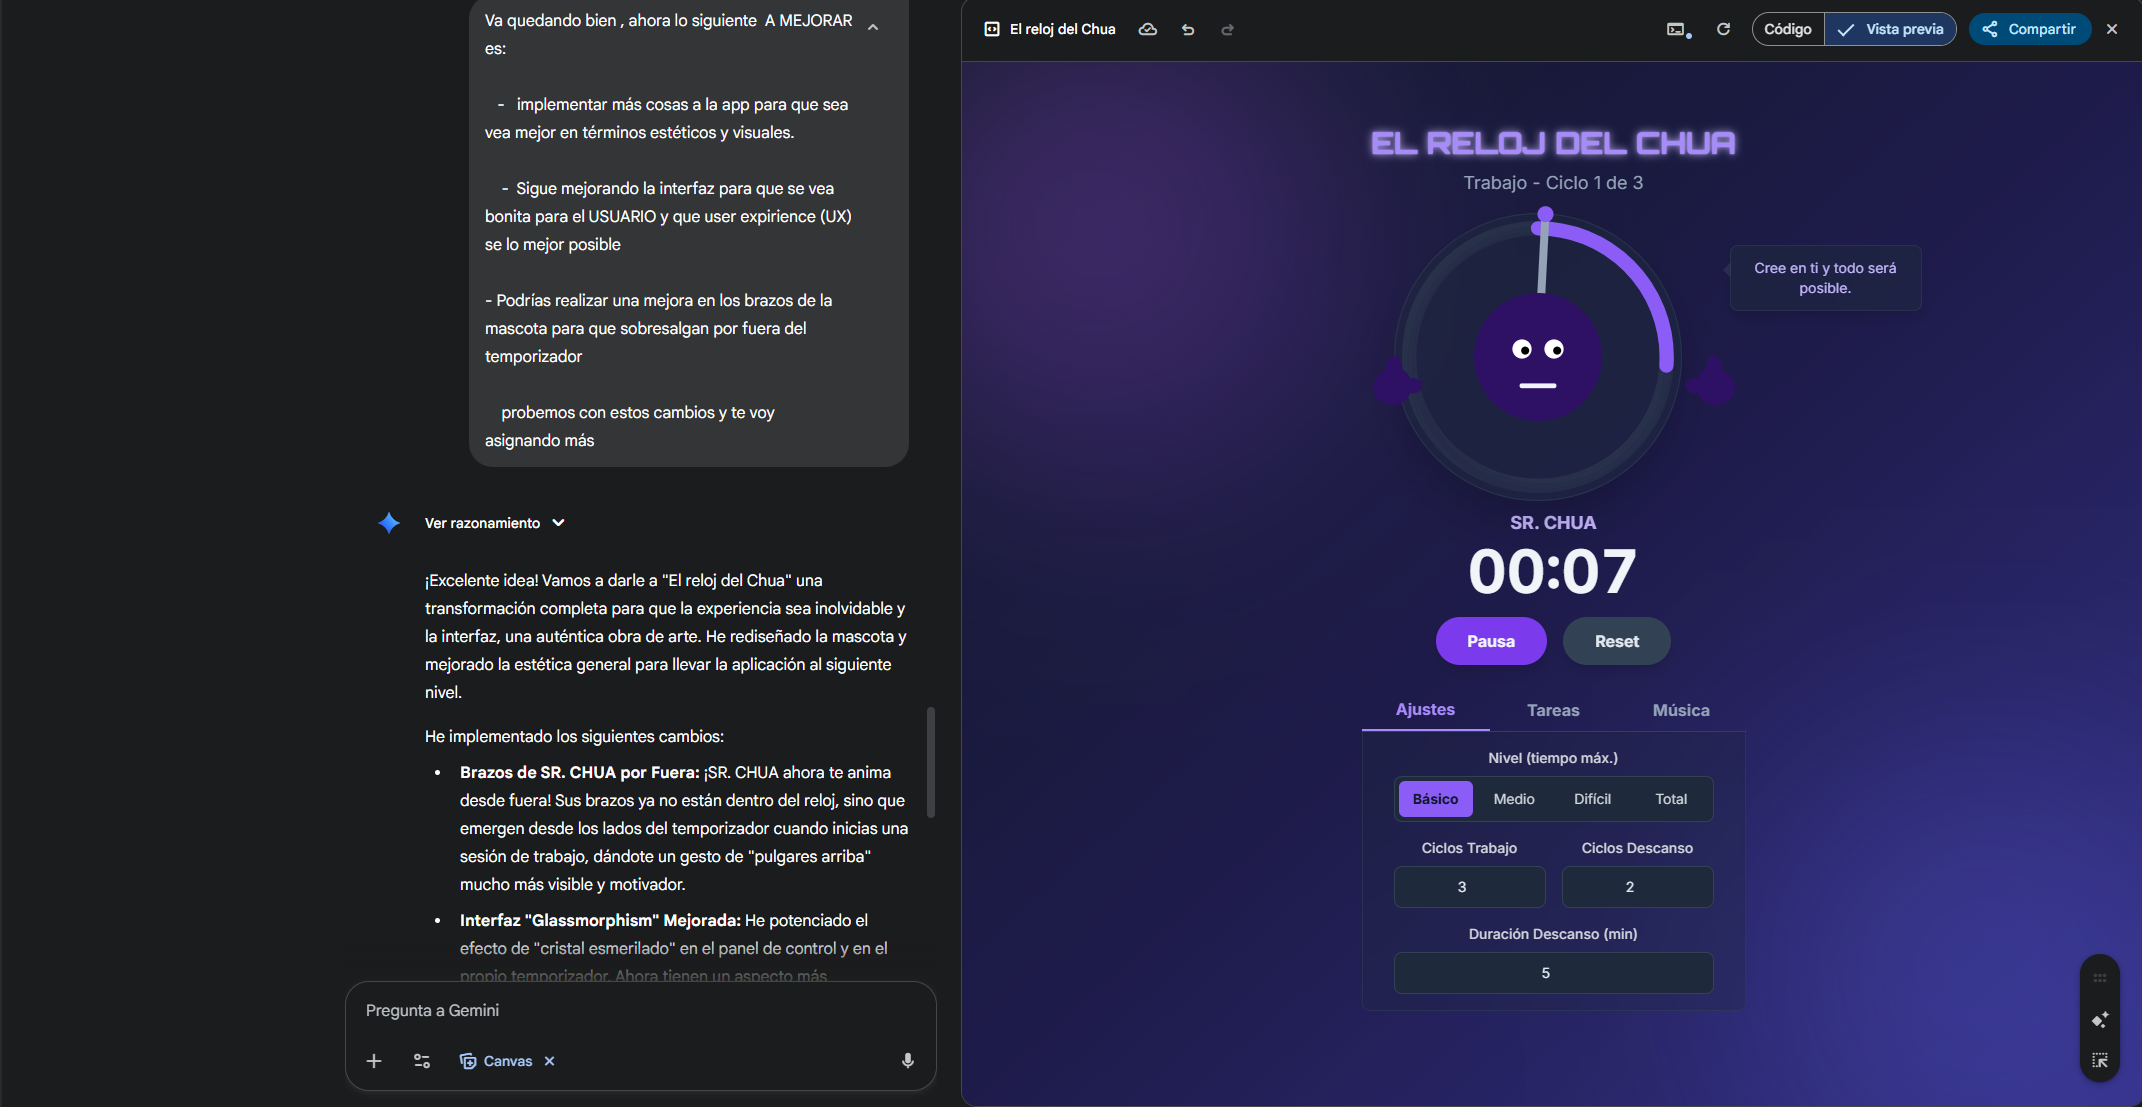 Va quedando bien , ahora lo siguiente  A MEJORAR
es:
-   implementar más cosas a la app para que sea
vea mejor en términos estéticos y visuales.
-  Sigue mejorando la interfaz para que se vea
bonita para el USUARIO y que user expirience (UX)
se lo mejor posible
- Podrías realizar una mejora en los brazos de la
mascota para que sobresalgan por fuera del
temporizador
probemos con estos cambios y te voy
asignando más
Ver razonamiento
¡Excelente idea! Vamos a darle a "El reloj del Chua" una
transformación completa para que la experiencia sea inolvidable y
la interfaz, una auténtica obra de arte. He rediseñado la mascota y
mejorado la estética general para llevar la aplicación al siguiente
nivel.
He implementado los siguientes cambios:
• Brazos de SR. CHUA por Fuera: ¡SR. CHUA ahora te anima
desde fuera! Sus brazos ya no están dentro del reloj, sino que
emergen desde los lados del temporizador cuando inicias una
sesión de trabajo, dándote un gesto de "pulgares arriba"
mucho más visible y motivador.
• Interfaz "Glassmorphism" Mejorada: He potenciado el
efecto de "cristal esmerilado" en el panel de control y en el
propio temporizador. Ahora tienen un aspecto más
Pregunta a Gemini
Canvas
El reloj del Chua
Código
Vista previa
Compartir
EL RELOJ DEL CHUA
Trabajo - Ciclo 1 de 3
Cree en ti y todo será
posible.
SR. CHUA
00:07
Pausa
Reset
Ajustes
Tareas
Música
Nivel (tiempo máx.)
Básico
Medio
Difícil
Total
Ciclos Trabajo
Ciclos Descanso
3
2
Duración Descanso (min)
5